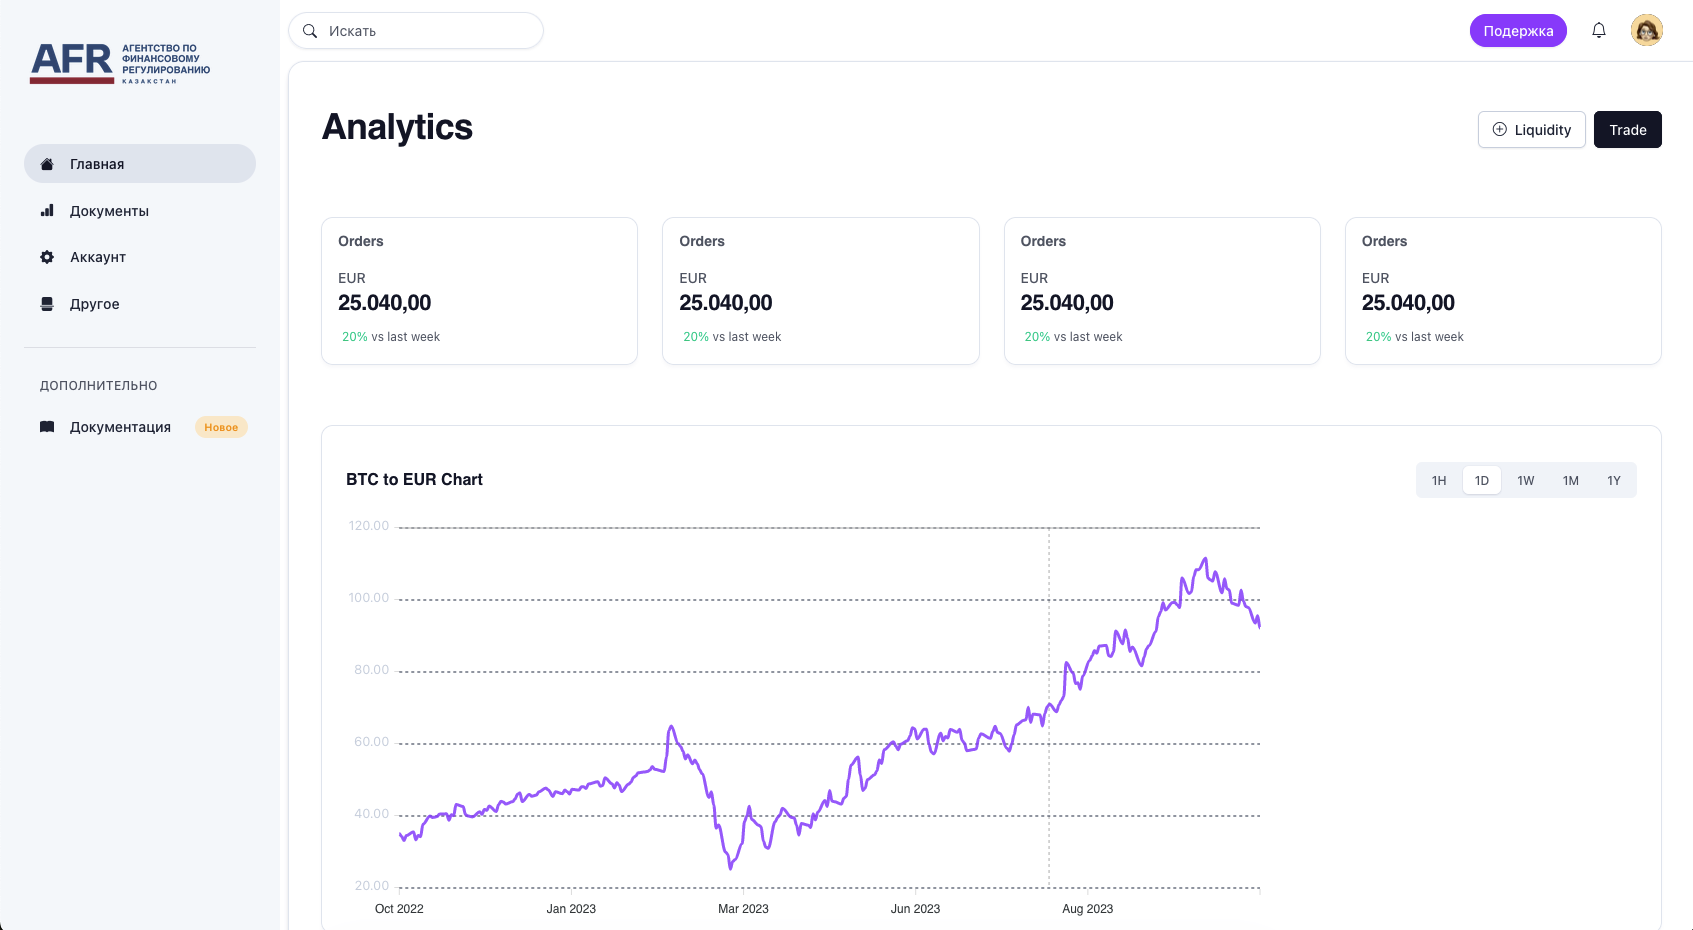 AFR
АГЕНТСТВО ПО
ФИНАНСОВОМУ
РЕГУЛИРОВАНИЮ
КАЗАХСТАН
Искать
Подержка
Главная
Документы
Аккаунт
Другое
ДОПОЛНИТЕЛЬНО
Документация Новое
Analytics
Liquidity Trade
Orders Orders Orders Orders
EUR EUR EUR EUR
25.040,00 25.040,00 25.040,00 25.040,00
20% vs last week 20% vs last week 20% vs last week 20% vs last week
BTC to EUR Chart
1H 1D 1W 1M 1Y
120.00
100.00
80.00
60.00
40.00
20.00
Oct 2022 Jan 2023 Mar 2023 Jun 2023 Aug 2023